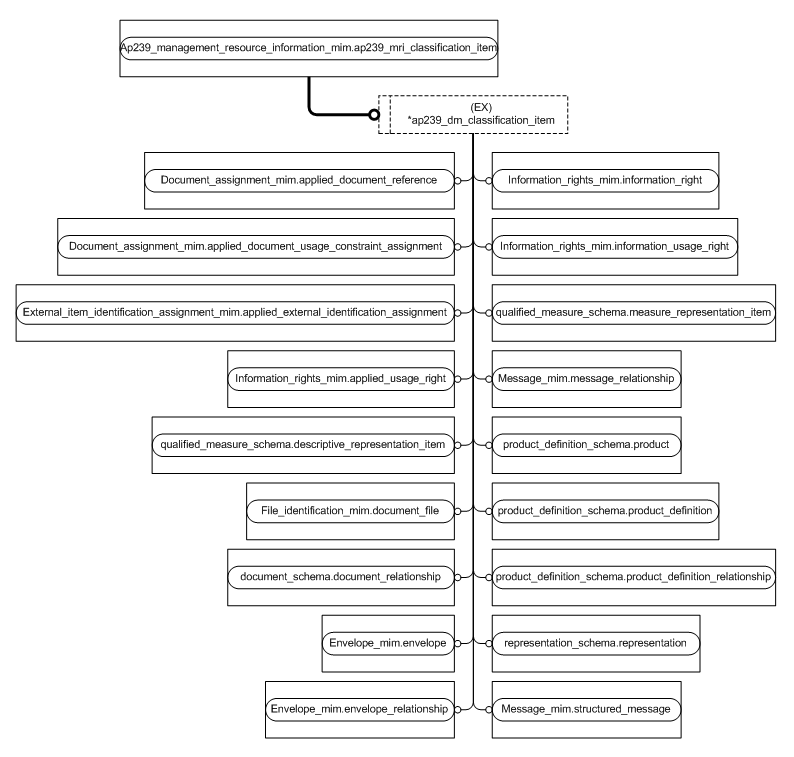 Ap239_management_resource_information_mim.ap239_mri_classification_item
(EX)
*ap239_dm_classification_item
Document_assignment_mim.applied_document_reference
Information_rights_mim.information_right
Document_assignment_mim.applied_document_usage_constraint_assignment
Information_rights_mim.information_usage_right
External_item_identification_assignment_mim.applied_external_identification_assignment
qualified_measure_schema.measure_representation_item
Information_rights_mim.applied_usage_right
Message_mim.message_relationship
qualified_measure_schema.descriptive_representation_item
product_definition_schema.product
File_identification_mim.document_file
product_definition_schema.product_definition
document_schema.document_relationship
product_definition_schema.product_definition_relationship
Envelope_mim.envelope
representation_schema.representation
Envelope_mim.envelope_relationship
Message_mim.structured_message